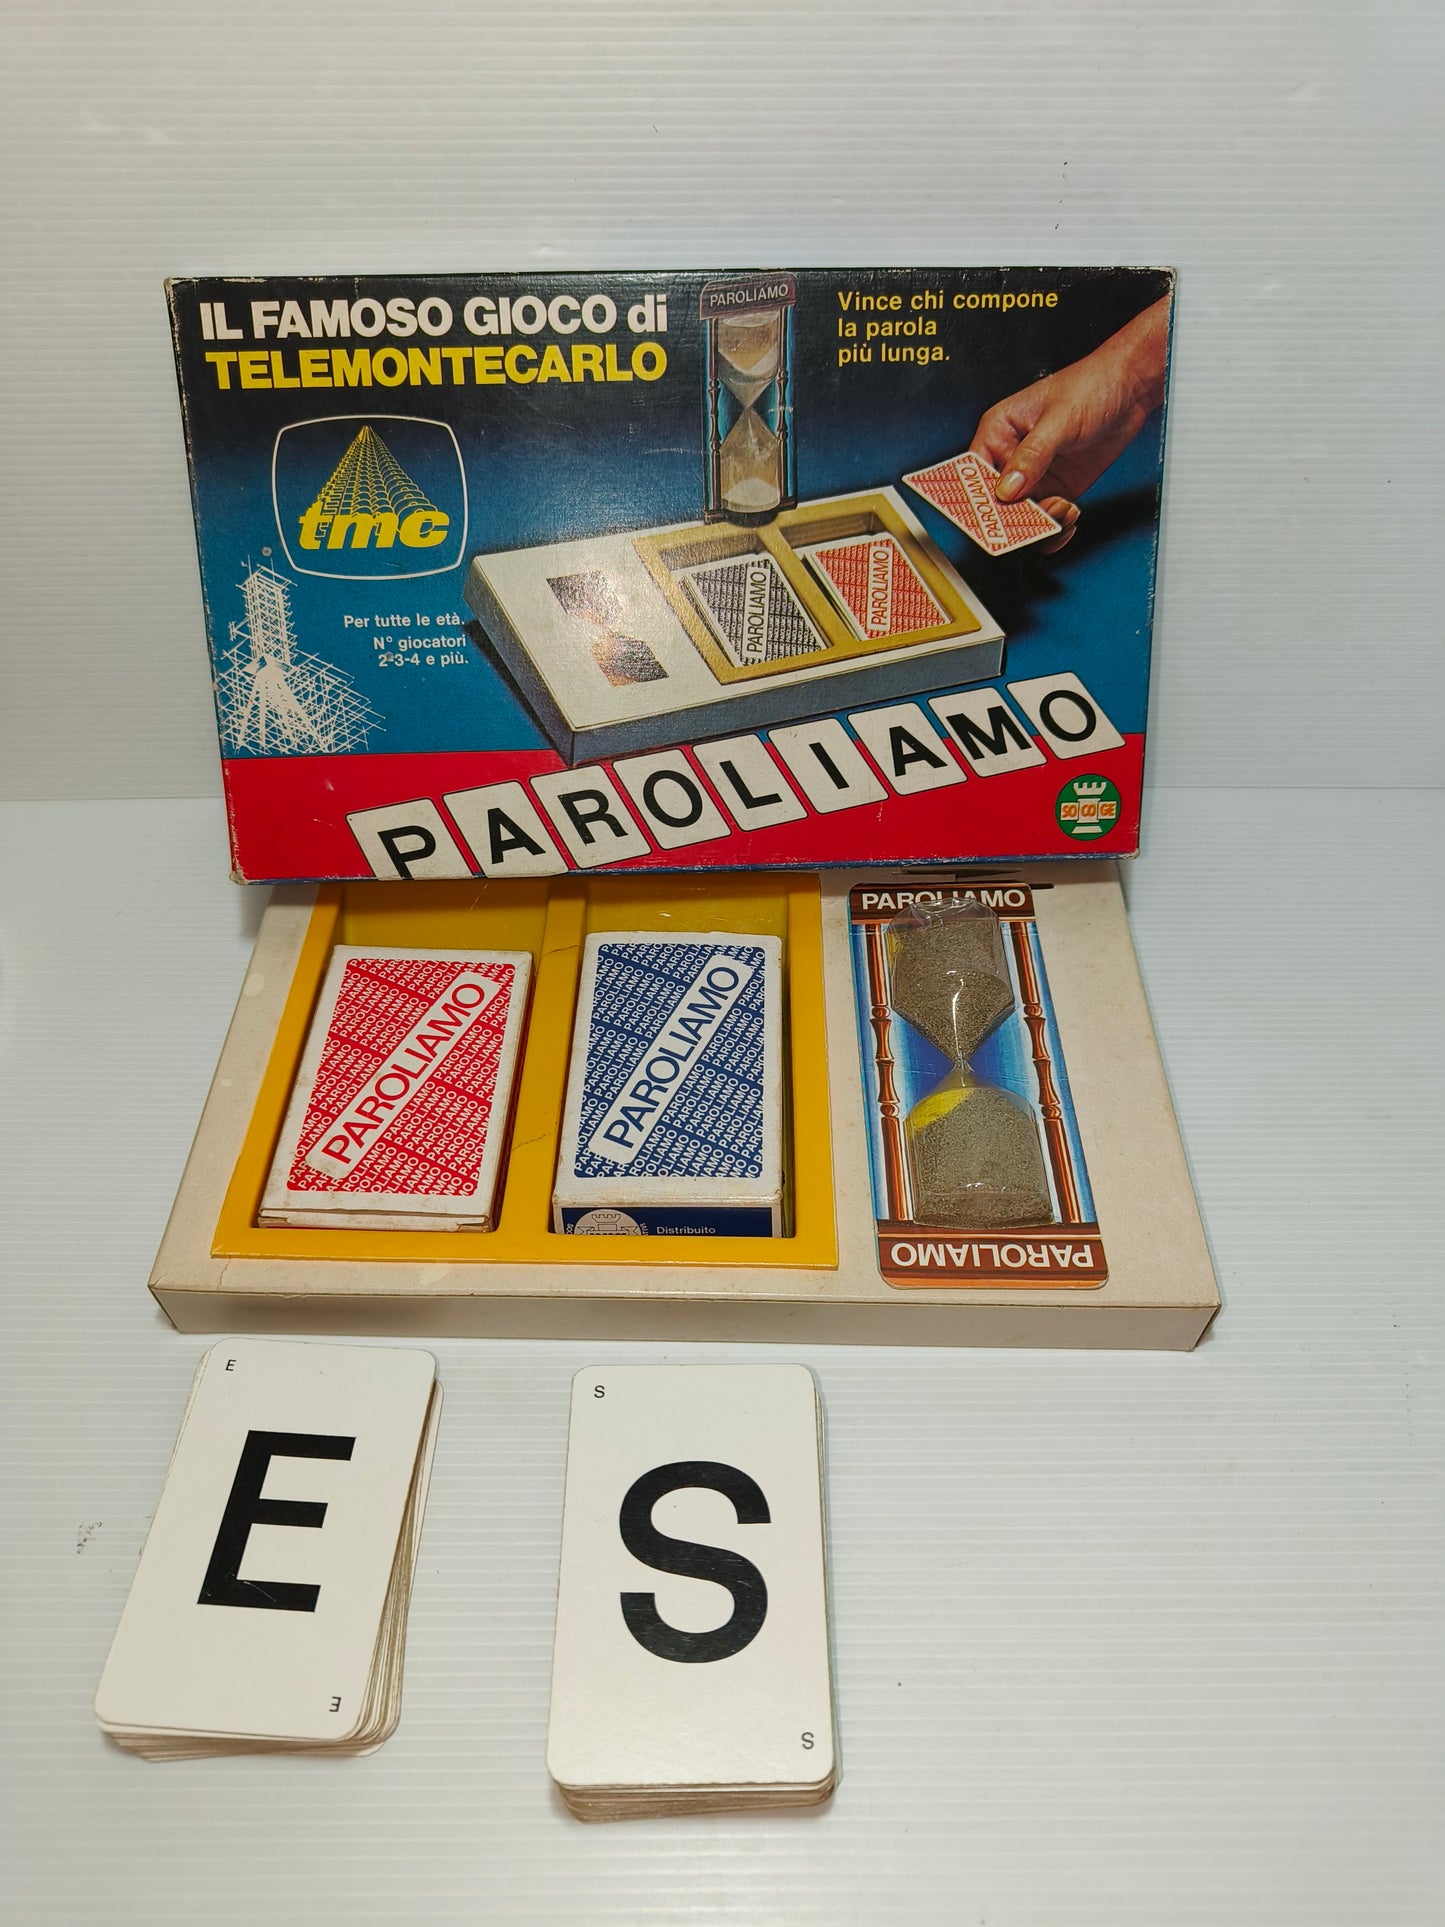 IL FAMOSO GIOCO di
TELEMONTECARLO
PAROLIAMO
Vince chi compone
la parola
più lunga.
tmc
PAROLIAMO
Per tutte le età.
N° giocatori
2-3-4 e più.
PAROLIAMO
PAROLIAMO
PAROLIAMO
SO CO GE
PAROLIAMO
PAROLIAMO
PAROLIAMO
Distribuito
PAROLIAMO
E
E
E
S
S
S